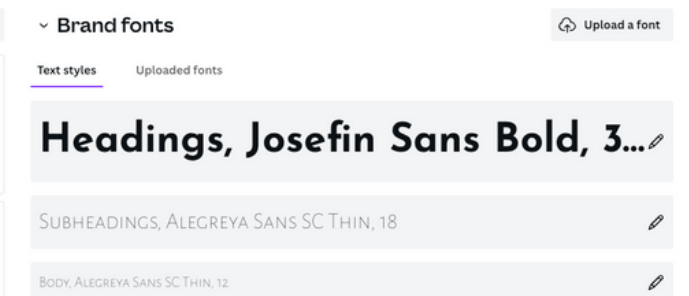 Brand fonts
Upload a font
Text styles
Uploaded fonts
Headings, Josefin Sans Bold, 3...
Subheadings, Alegreya Sans SC Thin, 18
Body, Alegreya Sans SC Thin, 12